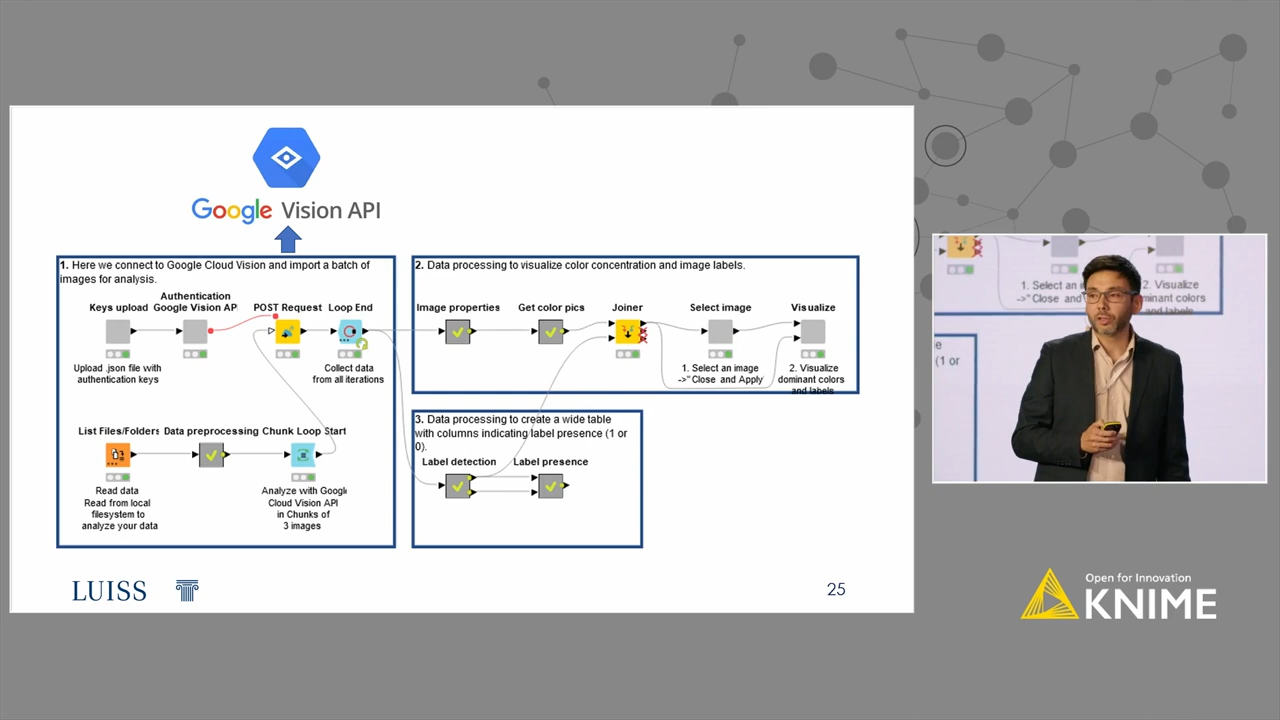 Google Vision API
1. Here we connect to Google Cloud Vision and import a batch of
images for analysis.
Keys upload
Authentication
Google Vision AP
POST Request
Loop End
Upload .json file with
authentication keys
Collect data
from all iterations
List Files/Folders
Data preprocessing
Chunk Loop Start
Read data
Read from local
filesystem to
analyze your data
Analyze with Googl
Cloud Vision API
in Chunks of
3 images
2. Data processing to visualize color concentration and image labels.
Image properties
Get color pics
Joiner
Select image
Visualize
1. Select an image
->"Close and Apply
2. Visualize
dominant colors
and labels
3. Data processing to create a wide table
with columns indicating label presence (1 or
0).
Label detection
Label presence
LUISS
25
1. Select an i
->"Close and
2. Visualize
minant colors
and labels
(1 or
Open for Innovation
KNIME